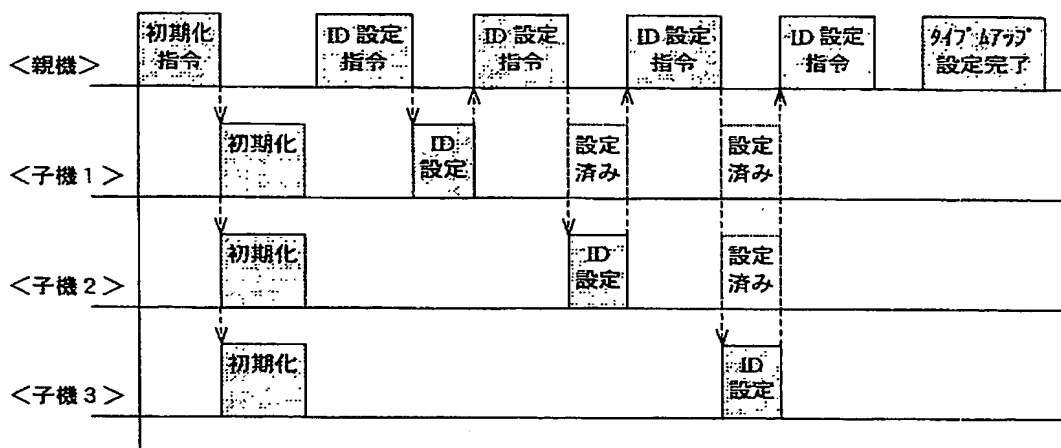 初期化
指令
ID 設定
指令
ID 設定
指令
ID 設定
指令
ID 設定
指令
ﾀｲﾌﾟﾑｱｯﾌﾟ
設定完了
<親機>
初期化
ID
設定
設定
済み
設定
済み
<子機1>
初期化
ID
設定
設定
済み
<子機2>
初期化
ID
設定
<子機3>